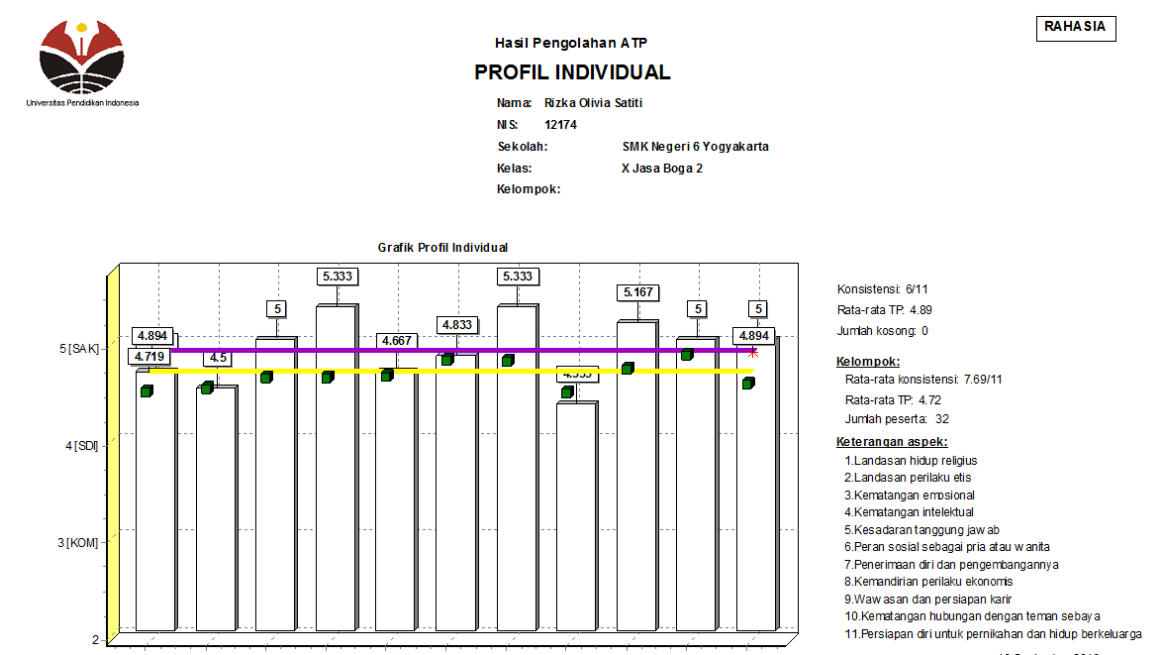 RAHASIA
Universitas Pendidikan Indonesia
Hasil Pengolahan ATP
PROFIL INDIVIDUAL
Nama: Rizka Olivia Satiti
NIS: 12174
Sekolah: SMK Negeri 6 Yogyakarta
Kelas: X Jasa Boga 2
Kelompok:
Grafik Profil Individual
5.333
5.333
5.167
5
5
5
4.894
4.833
4.894
4.667
4.719
4.5
5 [SAK]
4 [SDI]
3 [KOM]
2
Konsistensi: 6/11
Rata-rata TP: 4.89
Jumlah kosong: 0
Kelompok:
Rata-rata konsistensi: 7.69/11
Rata-rata TP: 4.72
Jumlah peserta: 32
Keterangan aspek:
1.Landasan hidup religius
2.Landasan perilaku etis
3.Kematangan emosional
4.Kematangan intelektual
5.Kesadaran tanggung jawab
6.Peran sosial sebagai pria atau wanita
7.Penerimaan diri dan pengembangannya
8.Kemandirian perilaku ekonomis
9.Wawasan dan persiapan karir
10.Kematangan hubungan dengan teman sebaya
11.Persiapan diri untuk pernikahan dan hidup berkeluarga